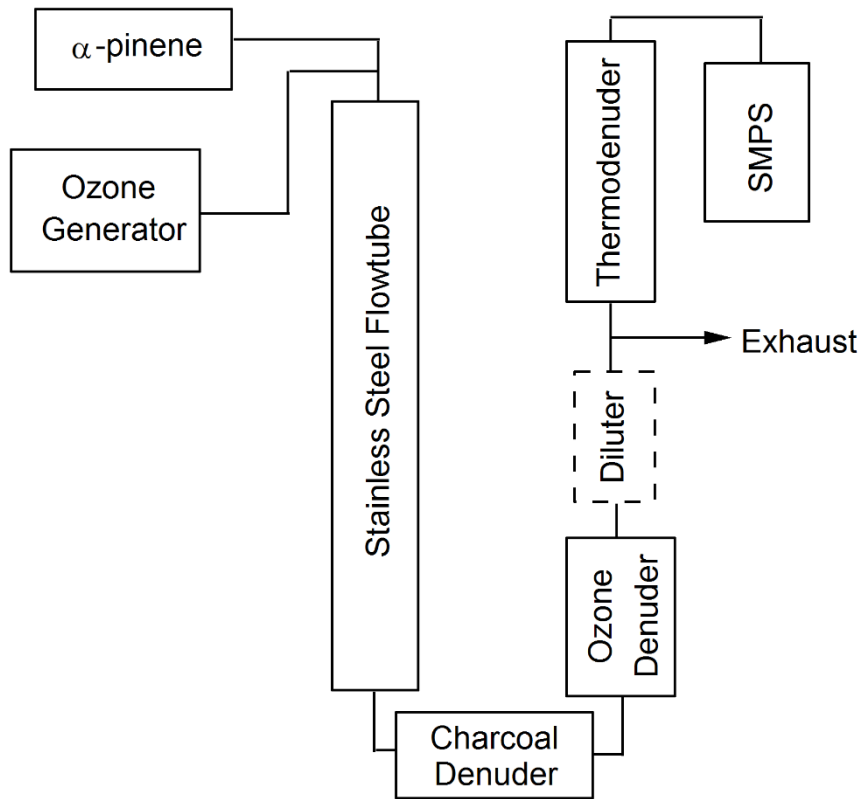 α-pinene
Ozone
Generator
Stainless Steel Flowtube
Charcoal
Denuder
Ozone
Denuder
Diluter
Exhaust
Thermodenuder
SMPS